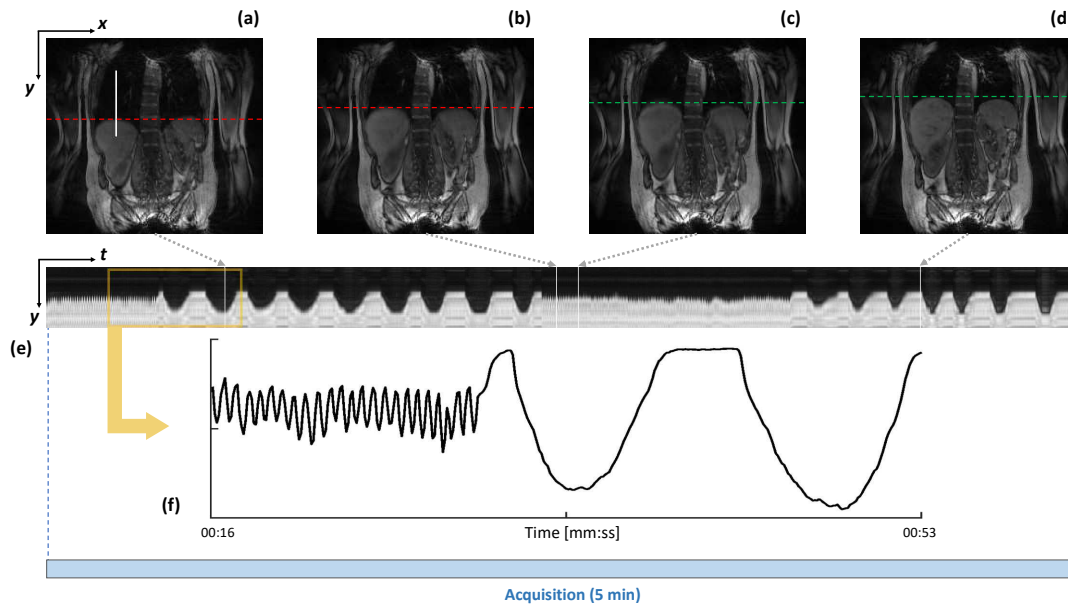 (a)
(b)
(c)
(d)
x
y
t
y
(e)
(f)
00:16
Time [mm:ss]
00:53
Acquisition (5 min)